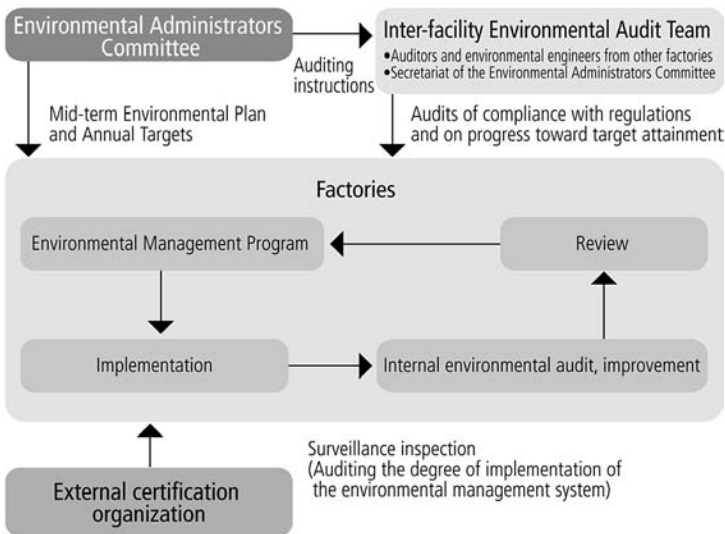 Environmental Administrators
Committee
Auditing
instructions
Inter-facility Environmental Audit Team
•Auditors and environmental engineers from other factories
•Secretariat of the Environmental Administrators Committee
Mid-term Environmental Plan
and Annual Targets
Audits of compliance with regulations
and on progress toward target attainment
Factories
Environmental Management Program
Review
Implementation
Internal environmental audit, improvement
External certification
organization
Surveillance inspection
(Auditing the degree of implementation of
the environmental management system)